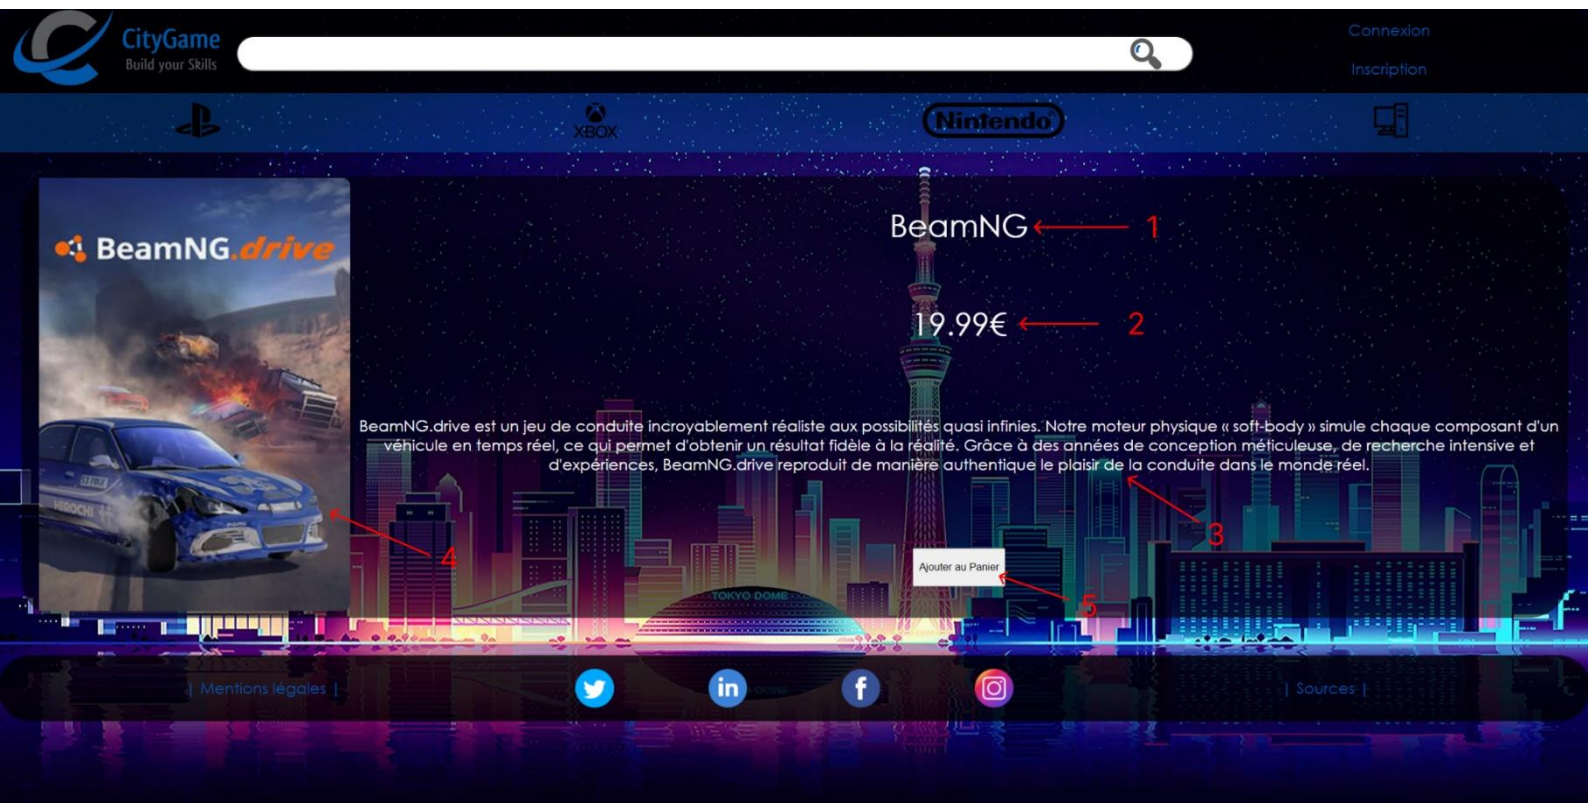 CityGame
Build your Skills
Connexion
Inscription
XBOX
Nintendo
BeamNG.drive
BeamNG
1
19.99€
2
BeamNG.drive est un jeu de conduite incroyablement réaliste aux possibilités quasi infinies. Notre moteur physique « soft-body » simule chaque composant d'un
véhicule en temps réel, ce qui permet d'obtenir un résultat fidèle à la réalité. Grâce à des années de conception méticuleuse, de recherche intensive et
d'expériences, BeamNG.drive reproduit de manière authentique le plaisir de la conduite dans le monde réel.
HIROCHI
3
4
Ajouter au Panier
5
TOKYO DOME
| Mentions légales |
in
f
| Sources |